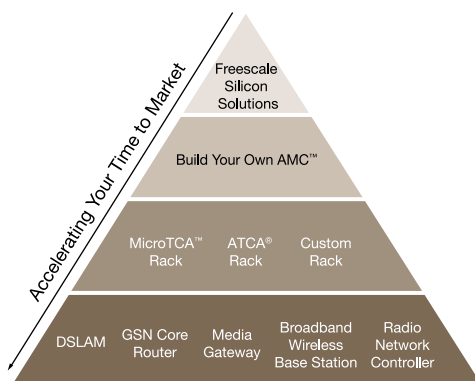 Accelerating Your Time to Market
Freescale
Silicon
Solutions
Build Your Own AMC™
MicroTCA™
Rack
ATCA®
Rack
Custom
Rack
DSLAM
GSN Core
Router
Media
Gateway
Broadband
Wireless
Base Station
Radio
Network
Controller